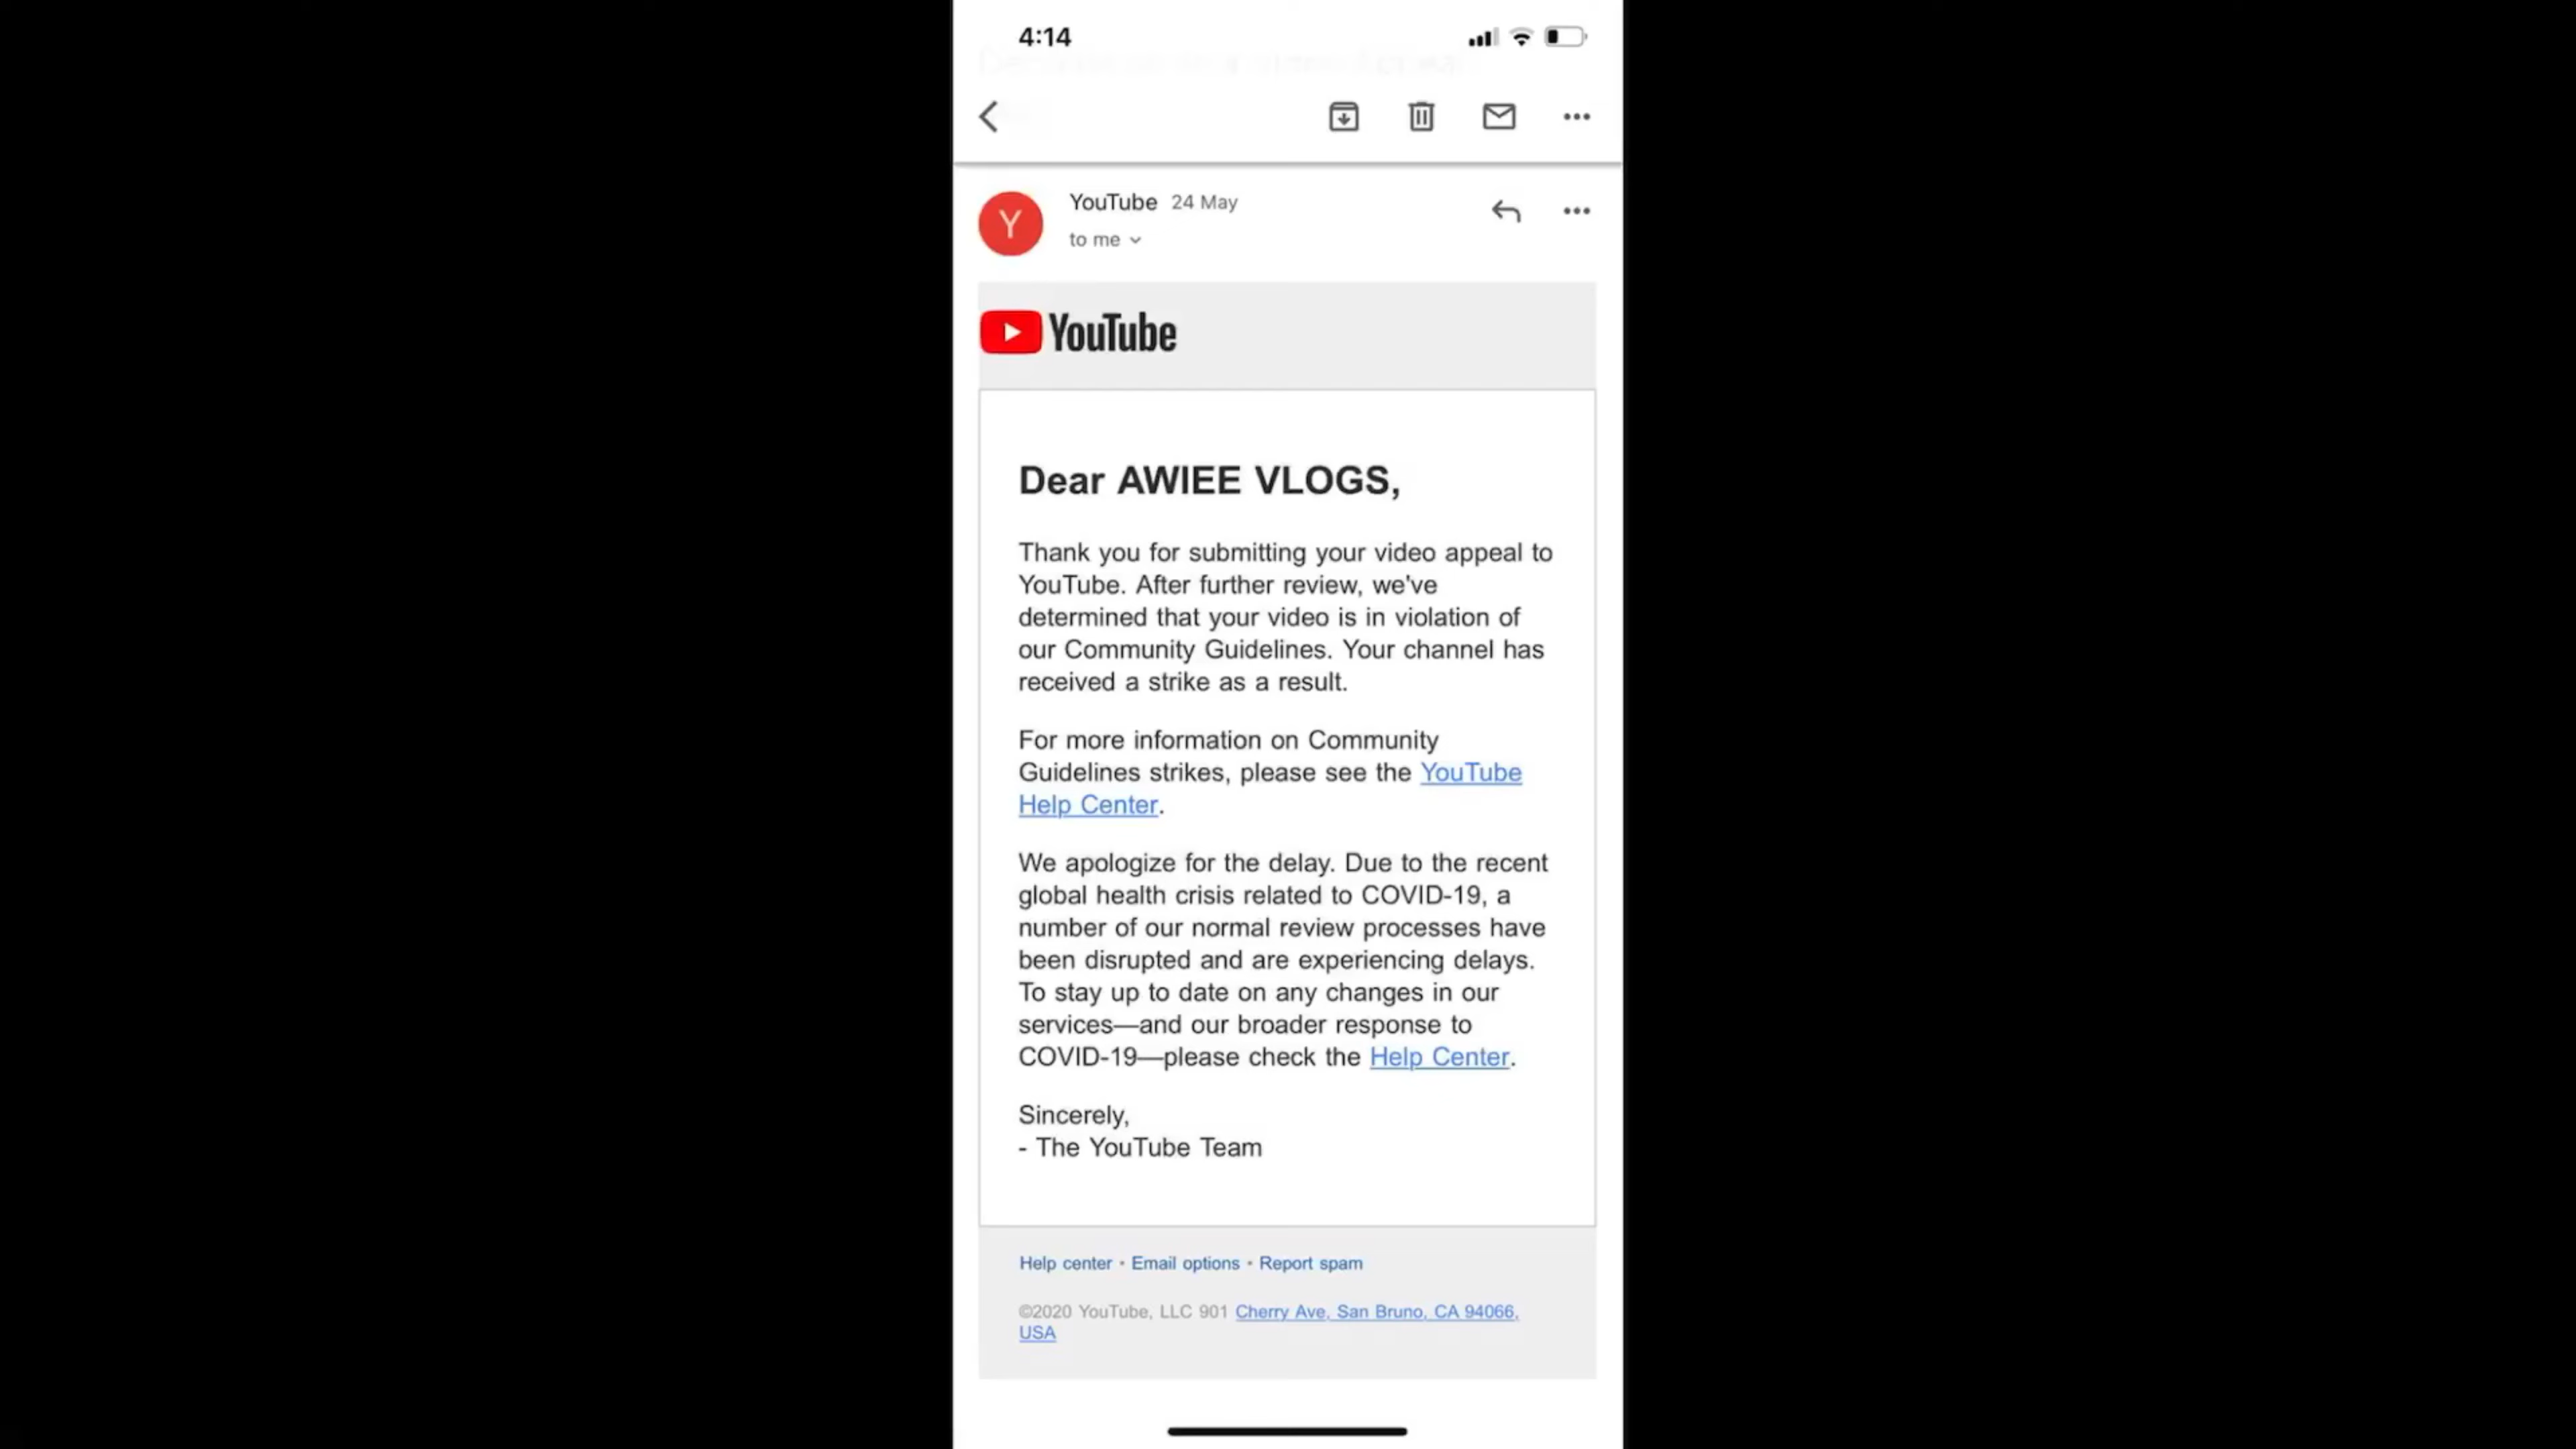 4:14
YouTube 24 May
to me
Y
YouTube
Dear AWIEE VLOGS,
Thank you for submitting your video appeal to
YouTube. After further review, we've
determined that your video is in violation of
our Community Guidelines. Your channel has
received a strike as a result.
For more information on Community
Guidelines strikes, please see the YouTube
Help Center.
We apologize for the delay. Due to the recent
global health crisis related to COVID-19, a
number of our normal review processes have
been disrupted and are experiencing delays.
To stay up to date on any changes in our
services—and our broader response to
COVID-19—please check the Help Center.
Sincerely,
- The YouTube Team
Help center • Email options • Report spam
©2020 YouTube, LLC 901 Cherry Ave, San Bruno, CA 94066,
USA